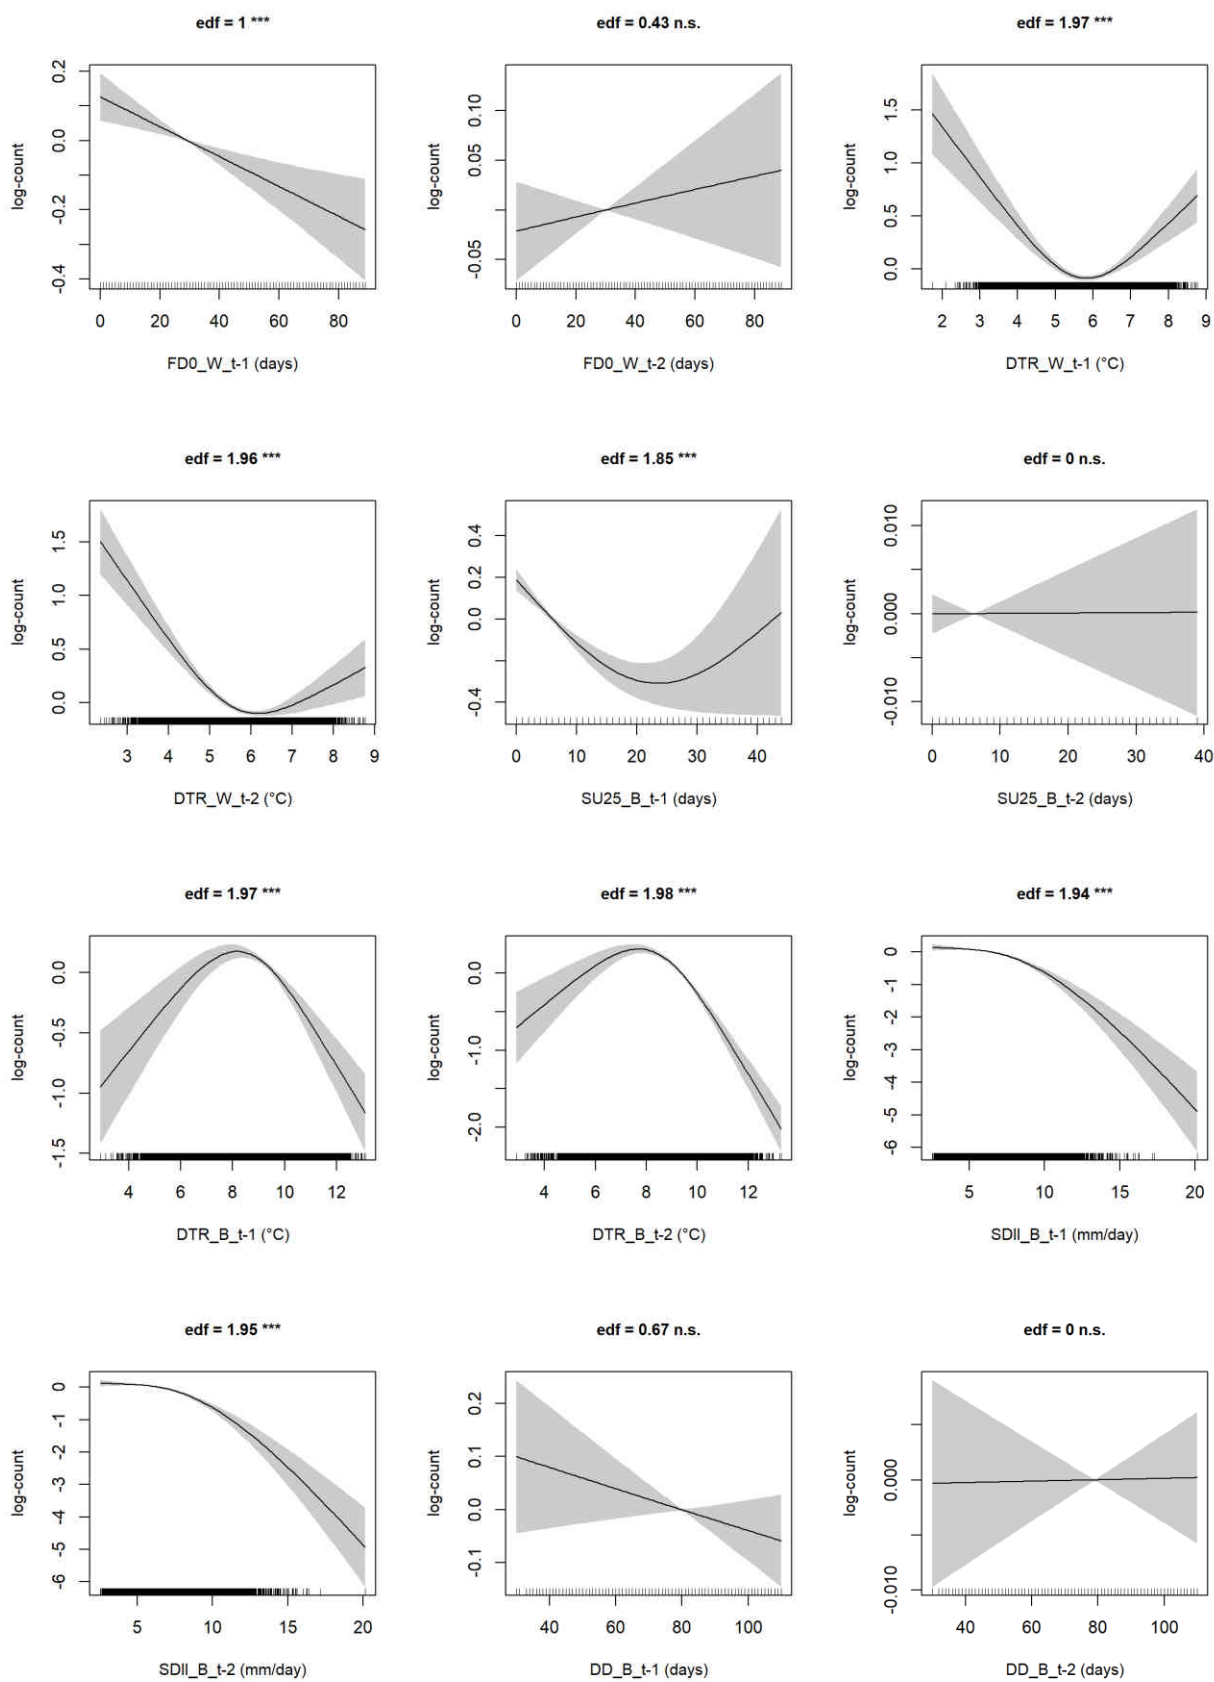 edf = 1 ***
log-count
0.2
0.0
-0.2
-0.4
0 20 40 60 80
FD0_W_t-1 (days)
edf = 0.43 n.s.
log-count
0.10
0.05
-0.05
0 20 40 60 80
FD0_W_t-2 (days)
edf = 1.97 ***
log-count
1.5
1.0
0.5
0.0
2 3 4 5 6 7 8 9
DTR_W_t-1 (°C)
edf = 1.96 ***
log-count
1.5
1.0
0.5
0.0
3 4 5 6 7 8 9
DTR_W_t-2 (°C)
edf = 1.85 ***
log-count
0.4
0.2
0.0
-0.4
0 10 20 30 40
SU25_B_t-1 (days)
edf = 0 n.s.
log-count
0.010
0.000
-0.010
0 10 20 30 40
SU25_B_t-2 (days)
edf = 1.97 ***
log-count
0.0
-0.5
-1.0
-1.5
4 6 8 10 12
DTR_B_t-1 (°C)
edf = 1.98 ***
log-count
0.0
-1.0
-2.0
4 6 8 10 12
DTR_B_t-2 (°C)
edf = 1.94 ***
log-count
0
-1
-2
-3
-4
-5
-6
5 10 15 20
SDII_B_t-1 (mm/day)
edf = 1.95 ***
log-count
0
-1
-2
-3
-4
-5
-6
5 10 15 20
SDII_B_t-2 (mm/day)
edf = 0.67 n.s.
log-count
0.2
0.1
0.0
-0.1
40 60 80 100
DD_B_t-1 (days)
edf = 0 n.s.
log-count
0.000
-0.010
40 60 80 100
DD_B_t-2 (days)